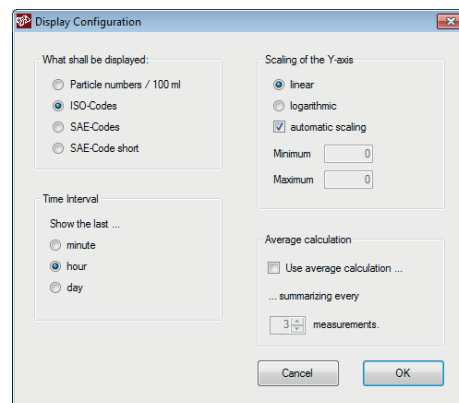 Display Configuration
What shall be displayed:
Particle numbers / 100 ml
ISO-Codes
SAE-Codes
SAE-Code short
Time Interval
Show the last ...
minute
hour
day
Scaling of the Y-axis
linear
logarithmic
automatic scaling
Minimum 0
Maximum 0
Average calculation
Use average calculation ...
... summarizing every
3 measurements.
Cancel OK